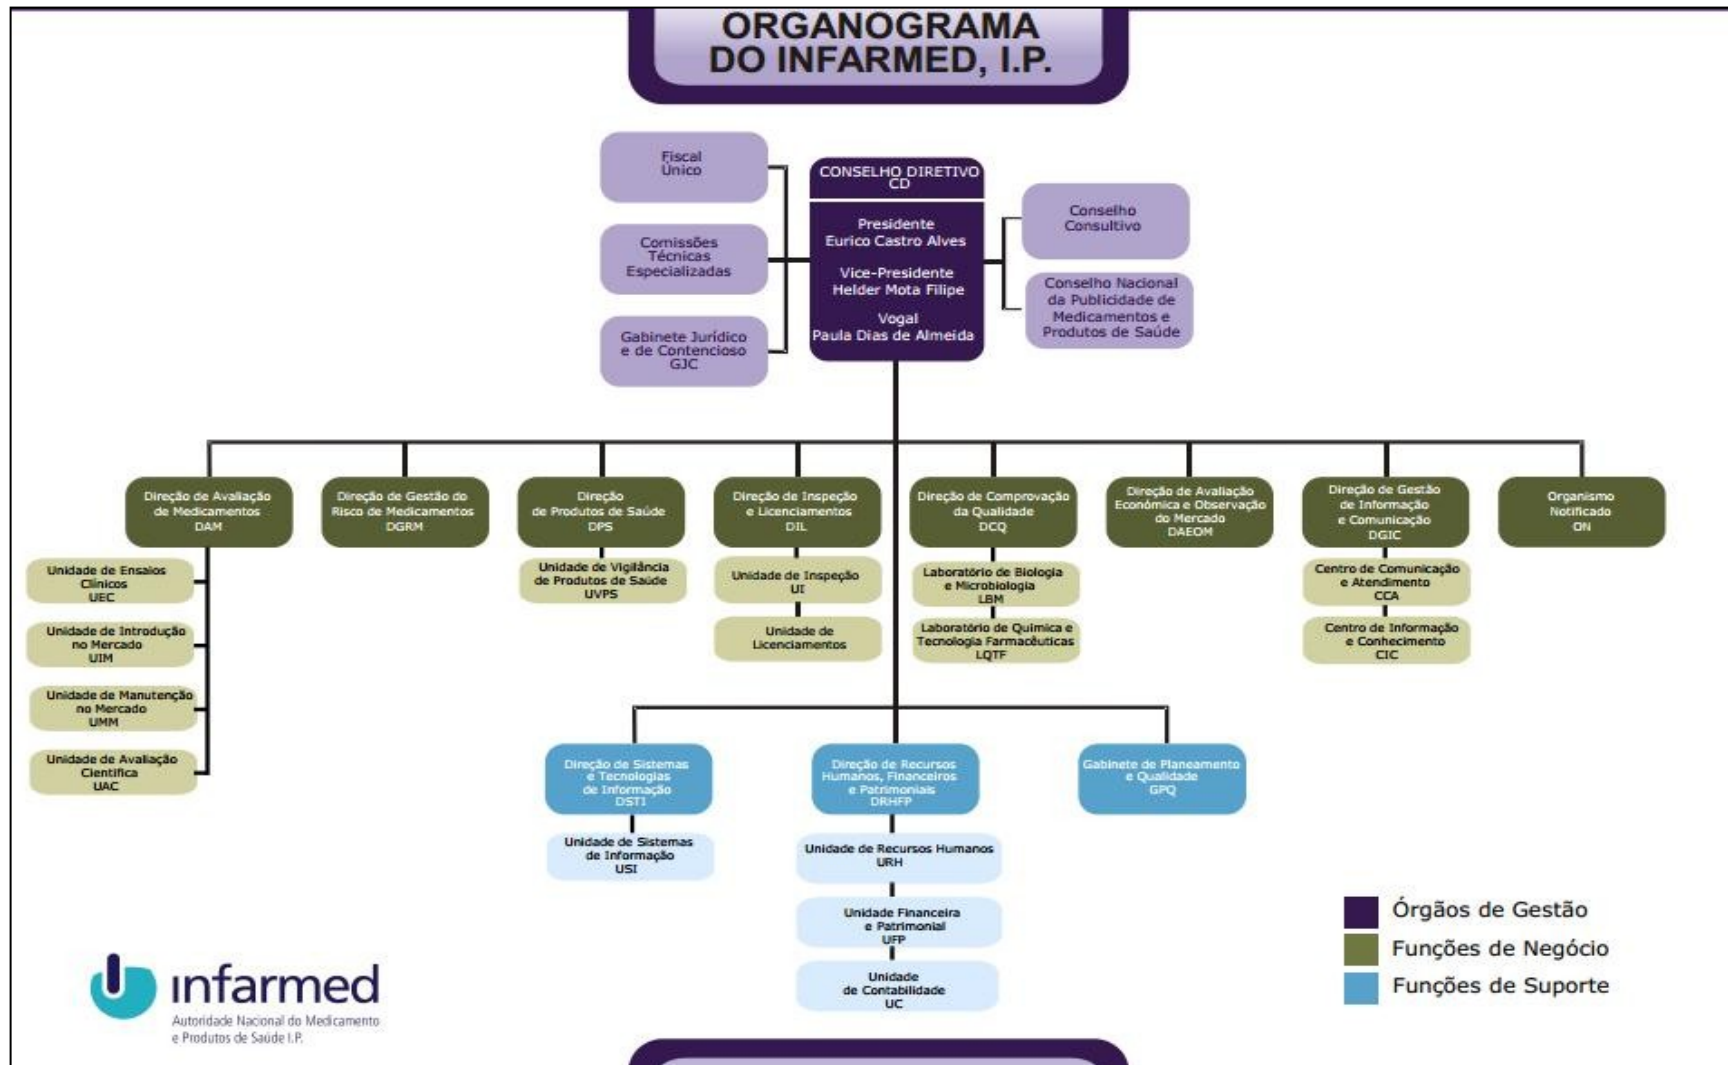 ORGANOGRAMA
DO INFARMED, I.P.
Fiscal
Único
Comissões
Técnicas
Especializadas
Gabinete Jurídico
e de Contencioso
GJC
CONSELHO DIRETIVO
CD
Presidente
Eurico Castro Alves
Vice-Presidente
Helder Mota Filipe
Vogal
Paula Dias de Almeida
Conselho
Consultivo
Conselho Nacional
da Publicidade de
Medicamentos e
Produtos de Saúde
Direção de Avaliação
de Medicamentos
DAM
Direção de Gestão do
Risco de Medicamentos
DGRM
Direção
de Produtos de Saúde
DPS
Direção de Inspeção
e Licenciamentos
DIL
Direção de Comprovação
da Qualidade
DCQ
Direção de Avaliação
Económica e Observação
do Mercado
DAEOM
Direção de Gestão
de Informação
e Comunicação
DGIC
Organismo
Notificado
ON
Unidade de Ensaios
Clínicos
UEC
Unidade de Introdução
no Mercado
UIM
Unidade de Manutenção
no Mercado
UMM
Unidade de Avaliação
Científica
UAC
Unidade de Vigilância
de Produtos de Saúde
UVPS
Unidade de Inspeção
UI
Unidade de
Licenciamentos
Laboratório de Biologia
e Microbiologia
LBM
Laboratório de Química e
Tecnologia Farmacêuticas
LQTF
Centro de Comunicação
e Atendimento
CCA
Centro de Informação
e Conhecimento
CIC
Direção de Sistemas
e Tecnologias
de Informação
DSTI
Unidade de Sistemas
de Informação
USI
Direção de Recursos
Humanos, Financeiros
e Patrimoniais
DRHFP
Unidade de Recursos Humanos
URH
Unidade Financeira
e Patrimonial
UFP
Unidade
de Contabilidade
UC
Gabinete de Planeamento
e Qualidade
GPQ
Órgãos de Gestão
Funções de Negócio
Funções de Suporte
infarmed
Autoridade Nacional do Medicamento
e Produtos de Saúde I.P.